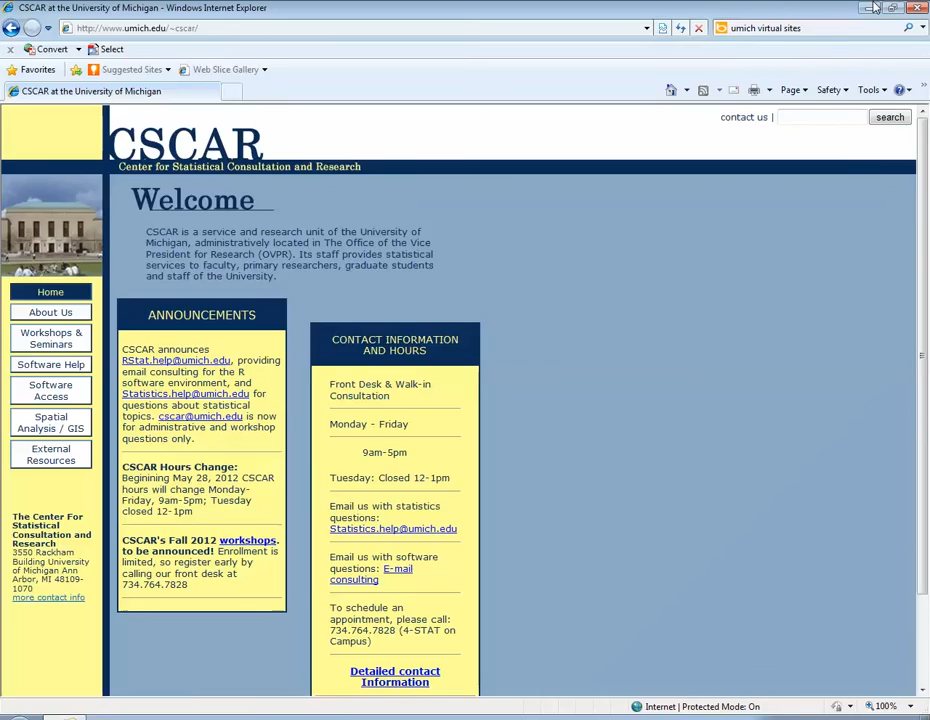 CSCAR at the University of Michigan - Windows Internet Explorer
http://www.umich.edu/~cscar/
umich virtual sites
x Convert Select
Favorites Suggested Sites Web Slice Gallery
CSCAR at the University of Michigan
Page Safety Tools
contact us | search
CSCAR
Center for Statistical Consultation and Research
Welcome
CSCAR is a service and research unit of the University of
Michigan, administratively located in The Office of the Vice
President for Research (OVPR). Its staff provides statistical
services to faculty, primary researchers, graduate students
and staff of the University.
Home
About Us
Workshops &
Seminars
Software Help
Software
Access
Spatial
Analysis / GIS
External
Resources
The Center For
Statistical
Consultation and
Research
3550 Rackham
Building University
of Michigan Ann
Arbor, MI 48109-
1070
more contact info
ANNOUNCEMENTS
CSCAR announces
RStat.help@umich.edu, providing
email consulting for the R
software environment, and
Statistics.help@umich.edu for
questions about statistical
topics. cscar@umich.edu is now
for administrative and workshop
questions only.
CSCAR Hours Change:
Beginining May 28, 2012 CSCAR
hours will change Monday-
Friday, 9am-5pm; Tuesday
closed 12-1pm
CSCAR's Fall 2012 workshops.
to be announced! Enrollment is
limited, so register early by
calling our front desk at
734.764.7828
CONTACT INFORMATION
AND HOURS
Front Desk & Walk-in
Consultation
Monday - Friday
9am-5pm
Tuesday: Closed 12-1pm
Email us with statistics
questions:
Statistics.help@umich.edu
Email us with software
questions: E-mail
consulting
To schedule an
appointment, please call:
734.764.7828 (4-STAT on
Campus)
Detailed contact
Information
Internet | Protected Mode: On
100%